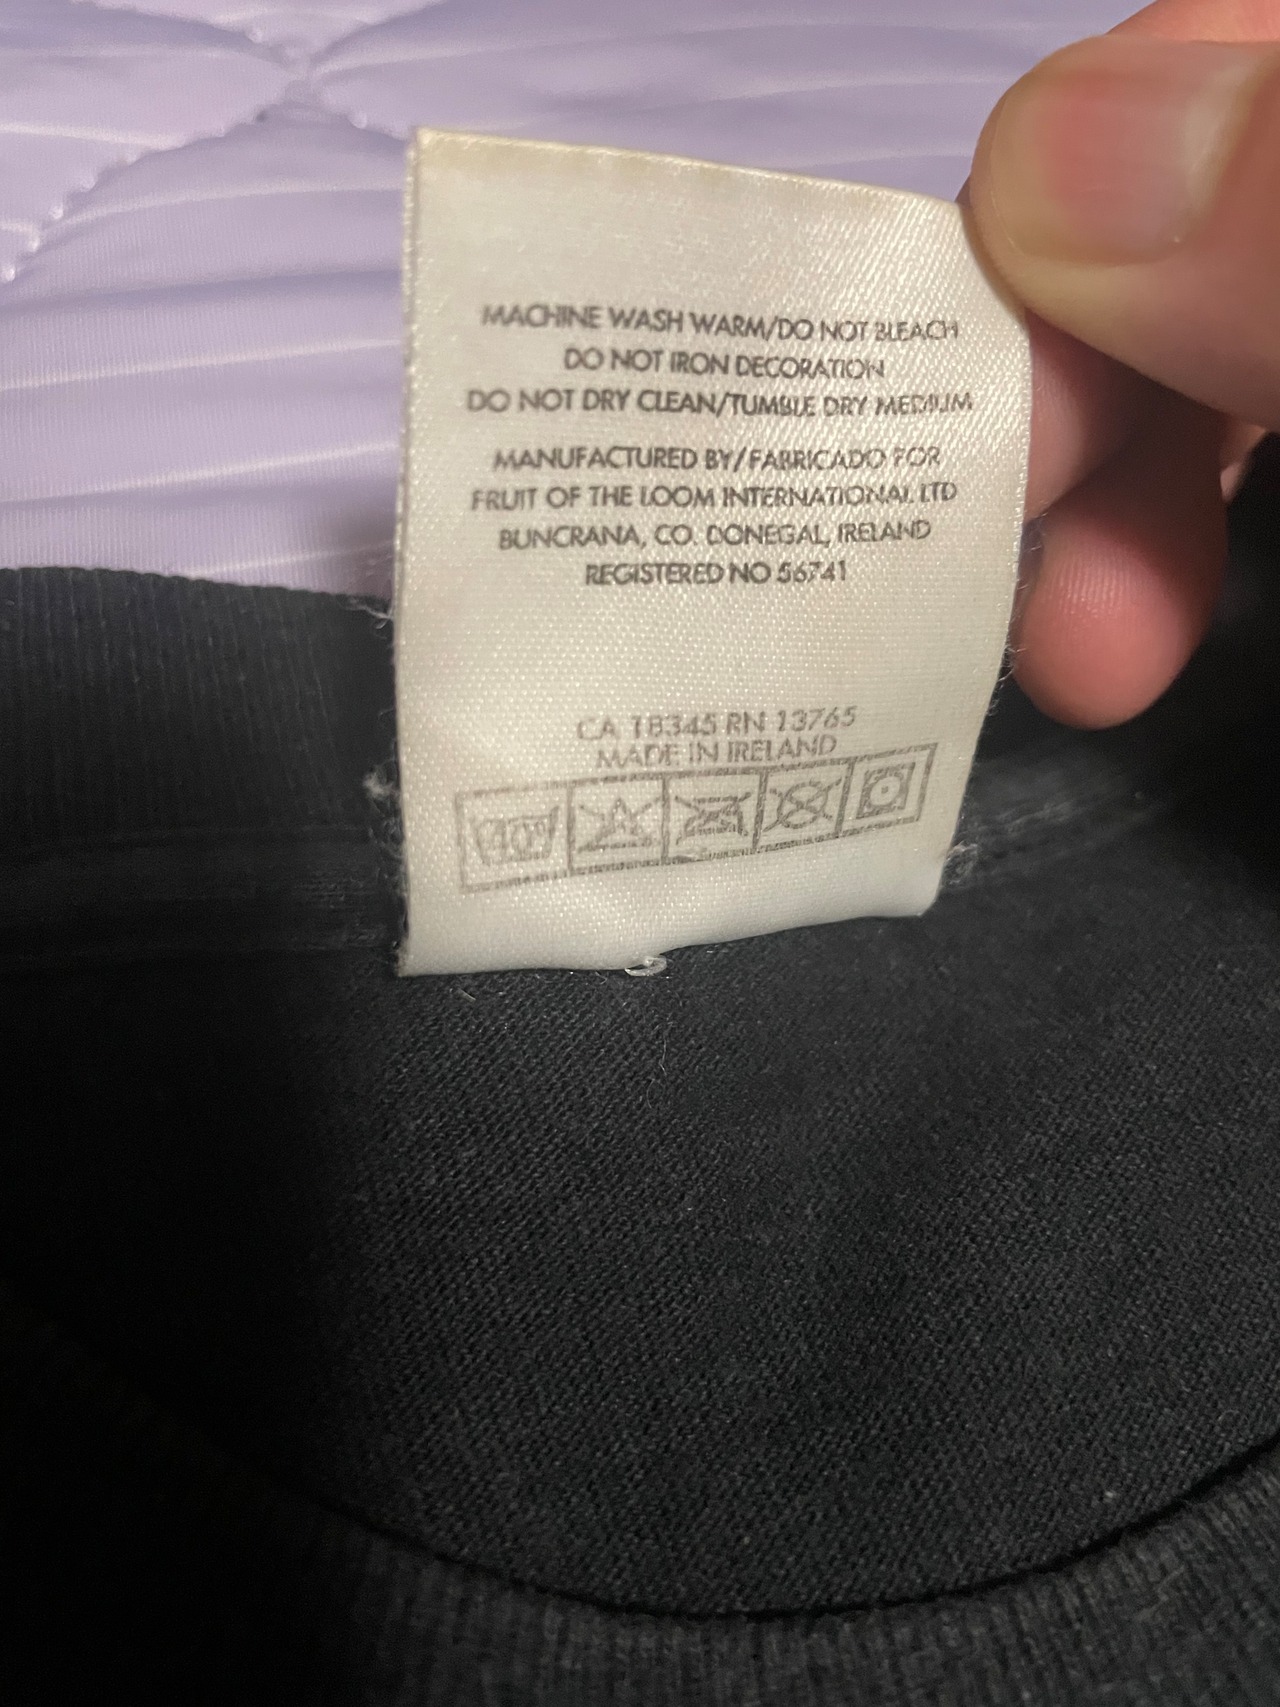 MACHINE WASH WARM/DO NOT BLEACH
DO NOT IRON DECORATION
DO NOT DRY CLEAN/TUMBLE DRY MEDIUM
MANUFACTURED BY/FABRICADO FOR
FRUIT OF THE LOOM INTERNATIONAL LTD
BUNCRANA, CO. DONEGAL, IRELAND
REGISTERED NO 56741
CA 18345 RN 13765
MADE IN IRELAND
40°